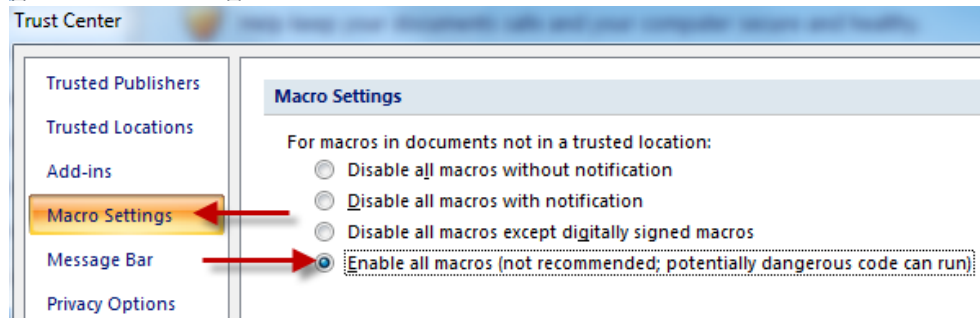 Trust Center
Help keep your documents safe and your computer secure and healthy.
Trusted Publishers
Trusted Locations
Add-ins
Macro Settings
Message Bar
Privacy Options
Macro Settings
For macros in documents not in a trusted location:
Disable all macros without notification
Disable all macros with notification
Disable all macros except digitally signed macros
Enable all macros (not recommended; potentially dangerous code can run)